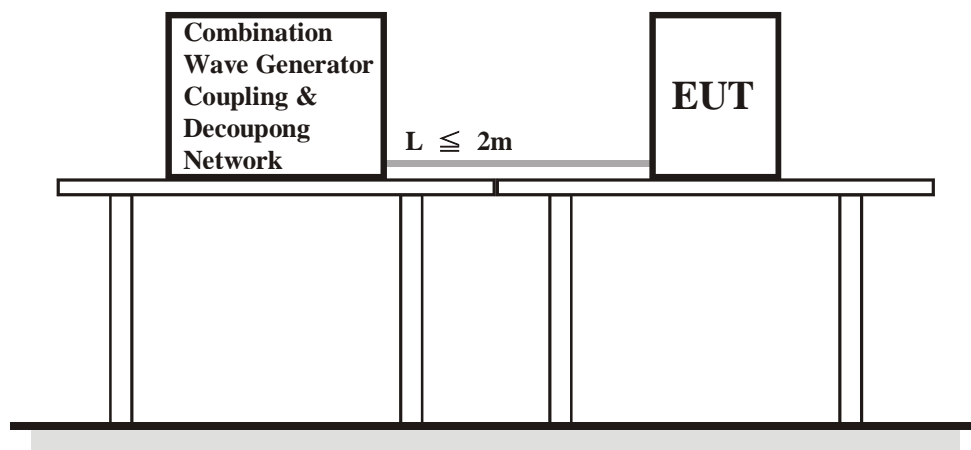 Combination
Wave Generator
Coupling &
Decoupong
Network
L ≦ 2m
EUT